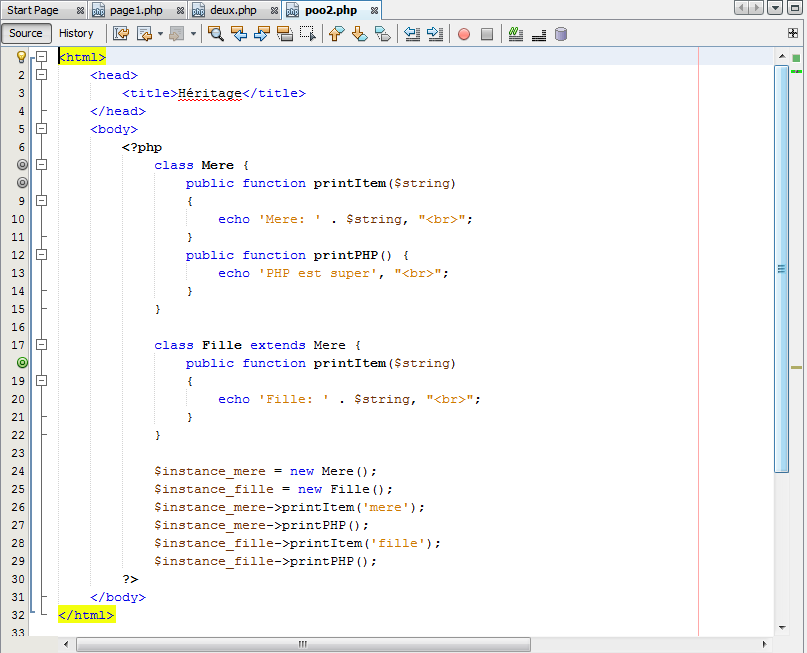 Start Page page1.php deux.php poo2.php
Source History
<html>
2 <head>
3 <title>Héritage</title>
4 </head>
5 <body>
6 <?php
class Mere {
public function printItem($string)
9 {
10 echo 'Mere: ' . $string, "<br>";
11 }
12 public function printPHP() {
13 echo 'PHP est super', "<br>";
14 }
15 }
16
17 class Fille extends Mere {
public function printItem($string)
19 {
20 echo 'Fille: ' . $string, "<br>";
21 }
22 }
23
24 $instance_mere = new Mere();
25 $instance_fille = new Fille();
26 $instance_mere->printItem('mere');
27 $instance_mere->printPHP();
28 $instance_fille->printItem('fille');
29 $instance_fille->printPHP();
30 ?>
31 </body>
32 </html>
33